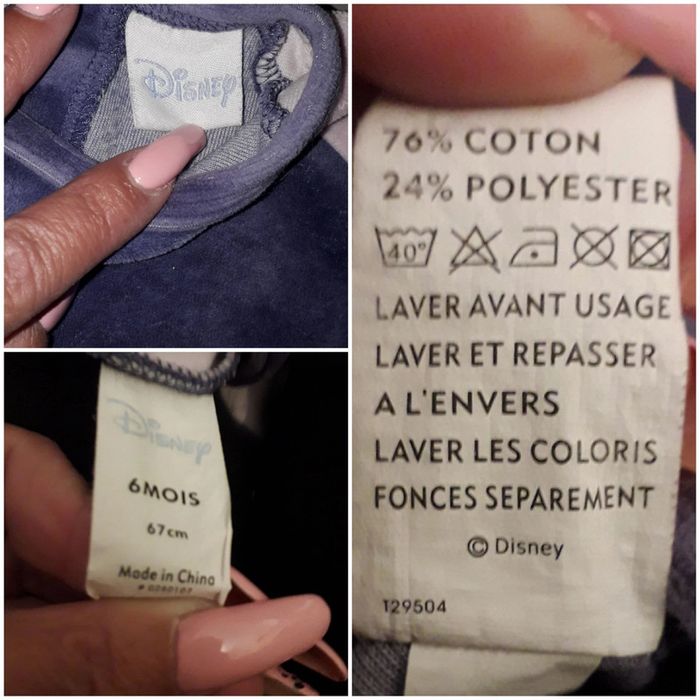 Disney
Disney
6MOIS
67cm
Made in China
76% COTON
24% POLYESTER
40°
LAVER AVANT USAGE
LAVER ET REPASSER
A L'ENVERS
LAVER LES COLORIS
FONCES SEPAREMENT
© Disney
129504